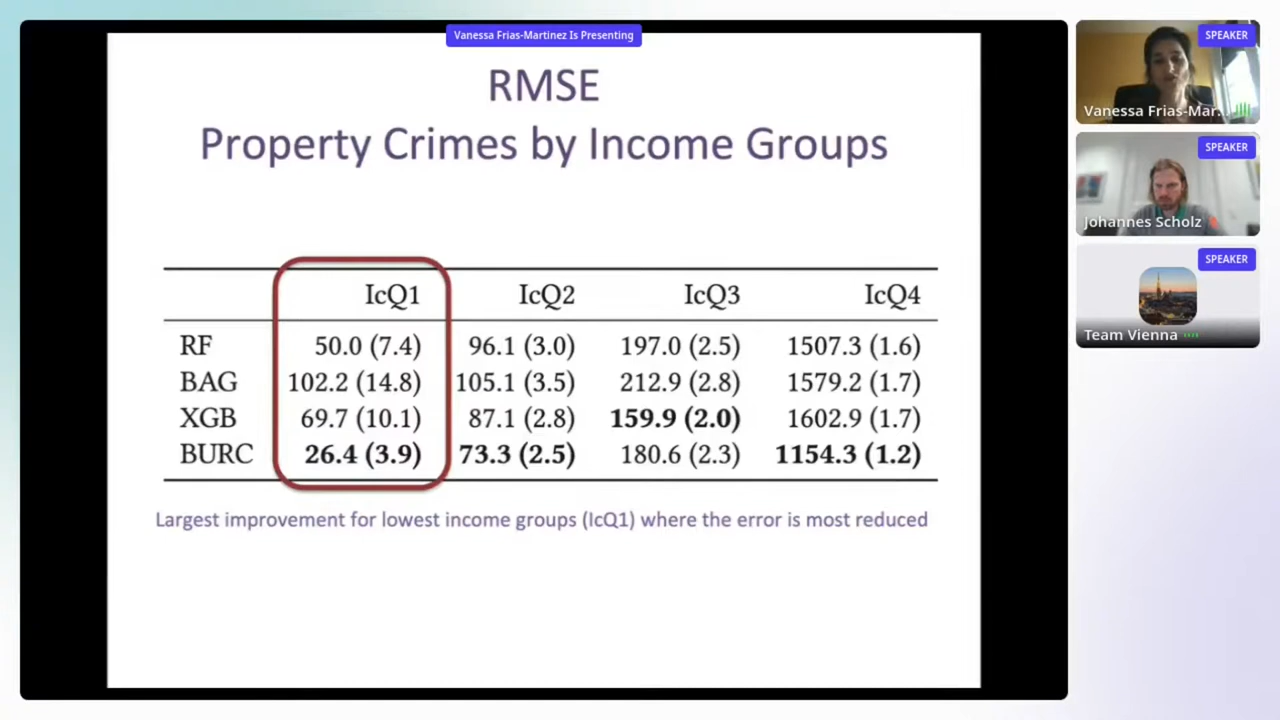 Vanessa Frias-Martinez Is Presenting
RMSE
Property Crimes by Income Groups
IcQ1 IcQ2 IcQ3 IcQ4
RF 50.0 (7.4) 96.1 (3.0) 197.0 (2.5) 1507.3 (1.6)
BAG 102.2 (14.8) 105.1 (3.5) 212.9 (2.8) 1579.2 (1.7)
XGB 69.7 (10.1) 87.1 (2.8) 159.9 (2.0) 1602.9 (1.7)
BURC 26.4 (3.9) 73.3 (2.5) 180.6 (2.3) 1154.3 (1.2)
Largest improvement for lowest income groups (IcQ1) where the error is most reduced
SPEAKER
Vanessa Frias-Mar...
SPEAKER
Johannes Scholz
SPEAKER
Team Vienna